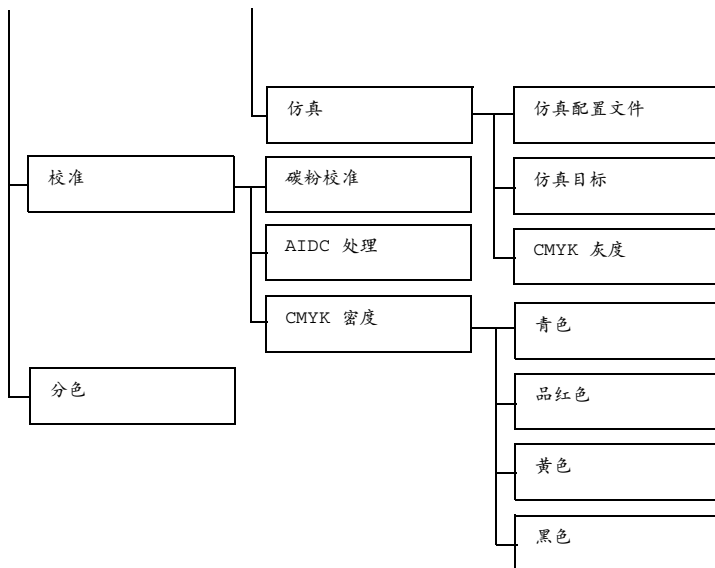 仿真
仿真配置文件
校准
碳粉校准
仿真目标
AIDC 处理
CMYK 灰度
CMYK 密度
青色
分色
品红色
黄色
黑色